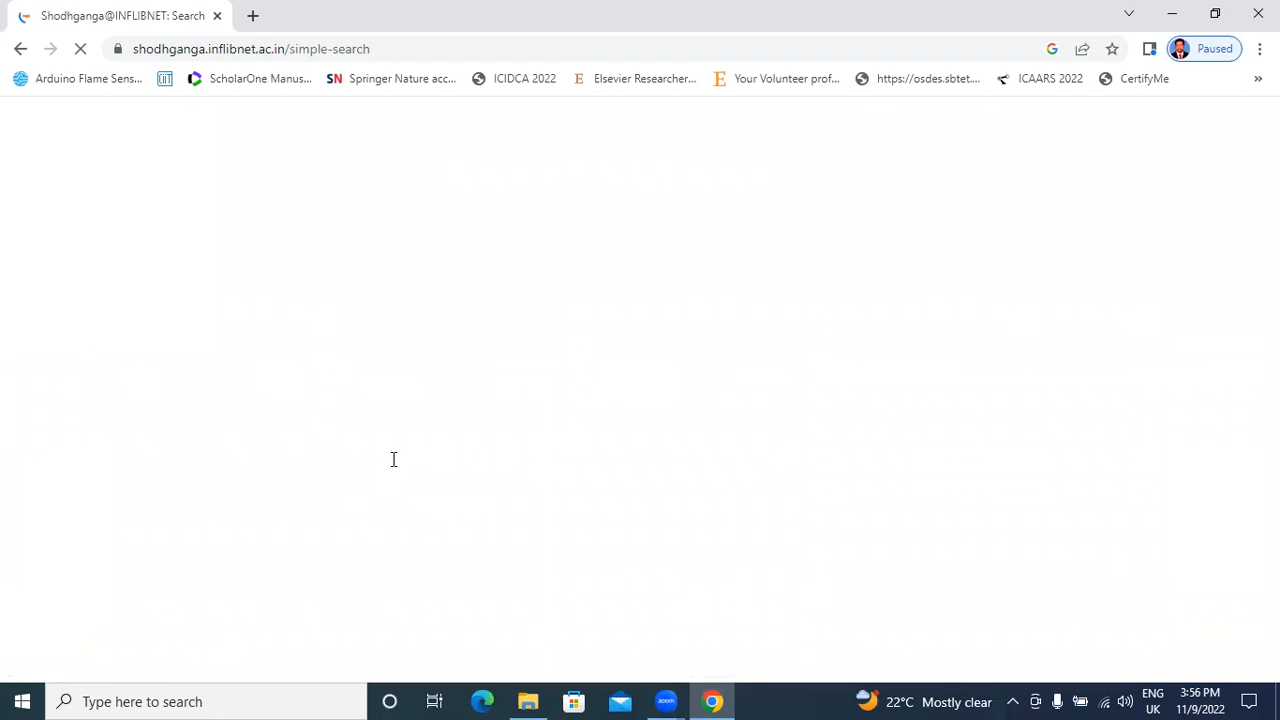 Shodhganga@INFLIBNET: Search
shodhganga.inflibnet.ac.in/simple-search
Paused
Arduino Flame Sens...
ScholarOne Manus...
SN Springer Nature acc...
ICIDCA 2022
E Elsevier Researcher...
E Your Volunteer prof...
https://osdes.sbtet....
ICAARS 2022
CertifyMe
»
Type here to search
zoom
22°C Mostly clear
ENG
UK
3:56 PM
11/9/2022